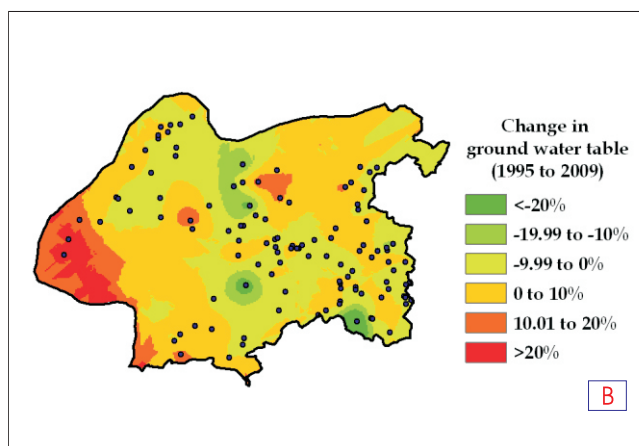 Change in
ground water table
(1995 to 2009)
<-20%
-19.99 to -10%
-9.99 to 0%
0 to 10%
10.01 to 20%
>20%
B